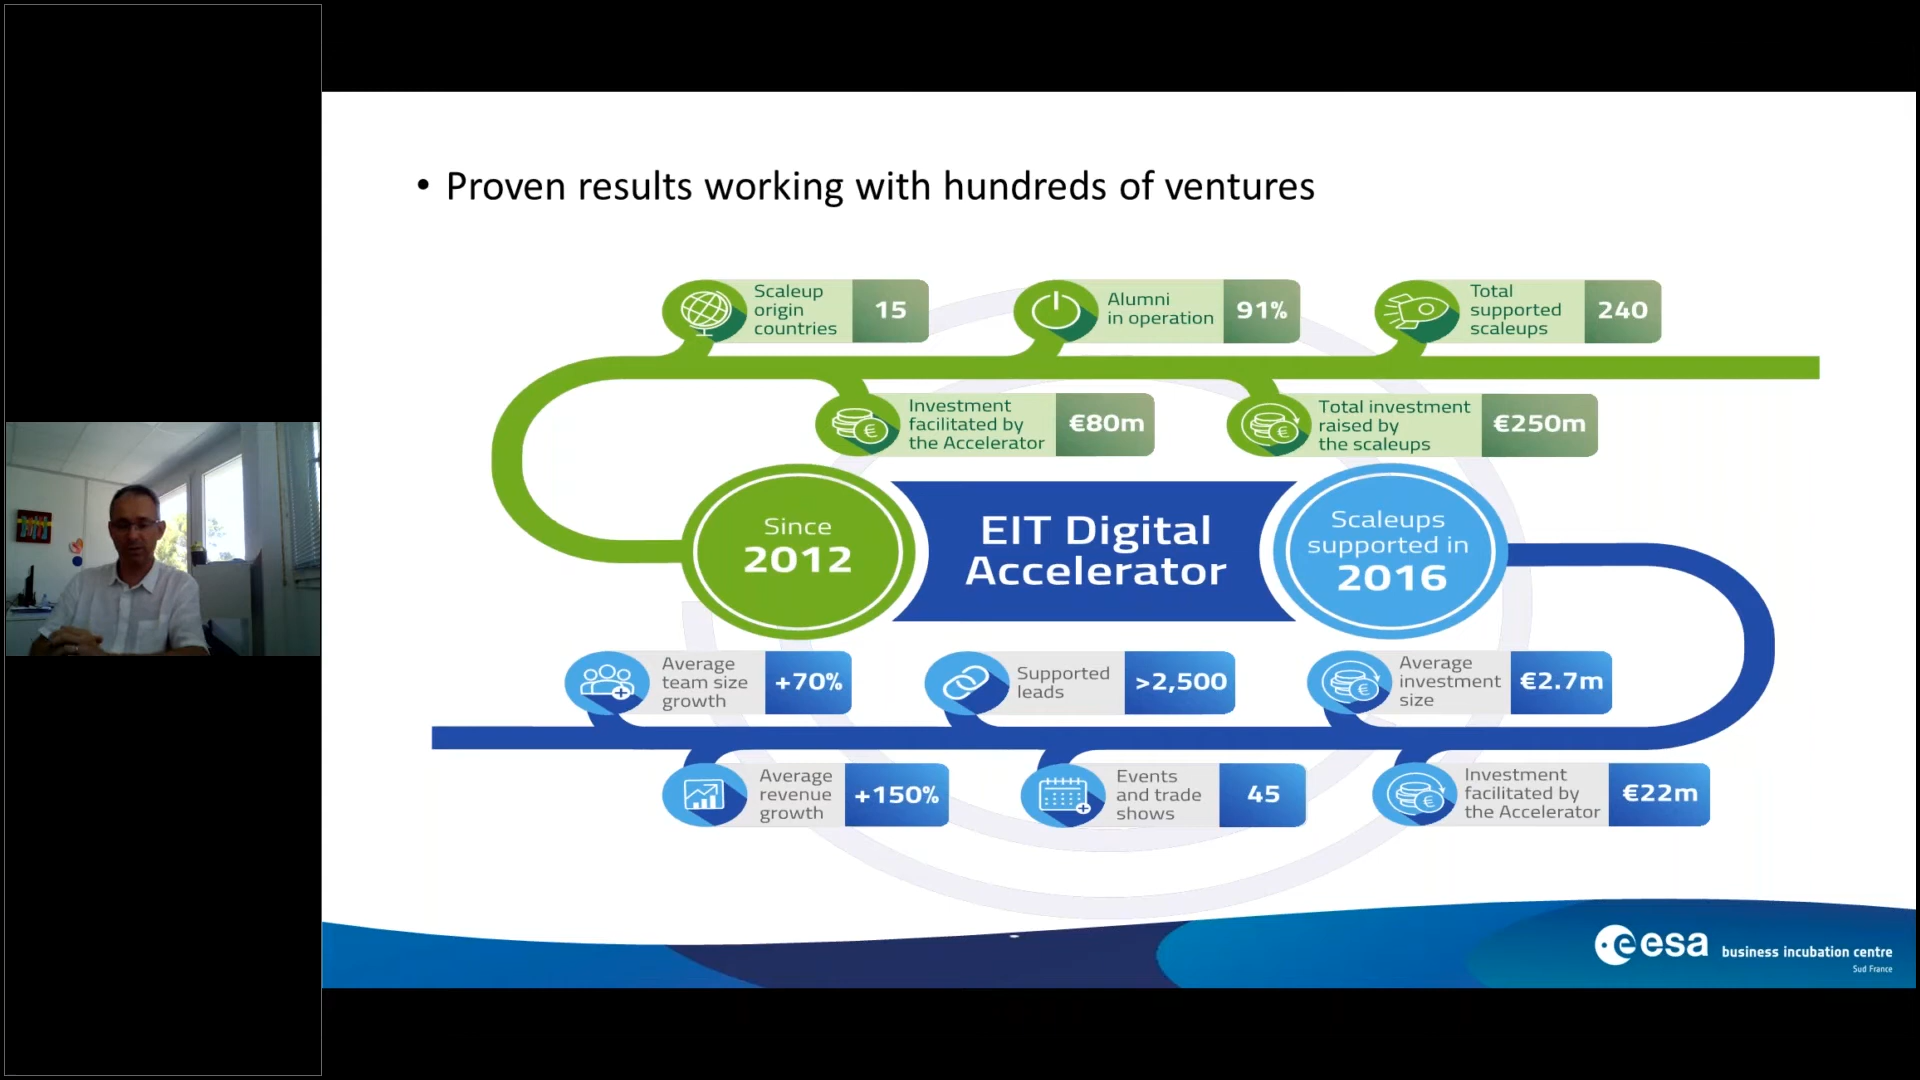 • Proven results working with hundreds of ventures
Scaleup
origin
countries
15
Alumni
in operation
91%
Total
supported
scaleups
240
Investment
facilitated by
the Accelerator
€80m
Total investment
raised by
the scaleups
€250m
Since
2012
EIT Digital
Accelerator
Scaleups
supported in
2016
Average
team size
growth
+70%
Supported
leads
>2,500
Average
investment
size
€2.7m
Average
revenue
growth
+150%
Events
and trade
shows
45
Investment
facilitated by
the Accelerator
€22m
esa business incubation centre
Sud France